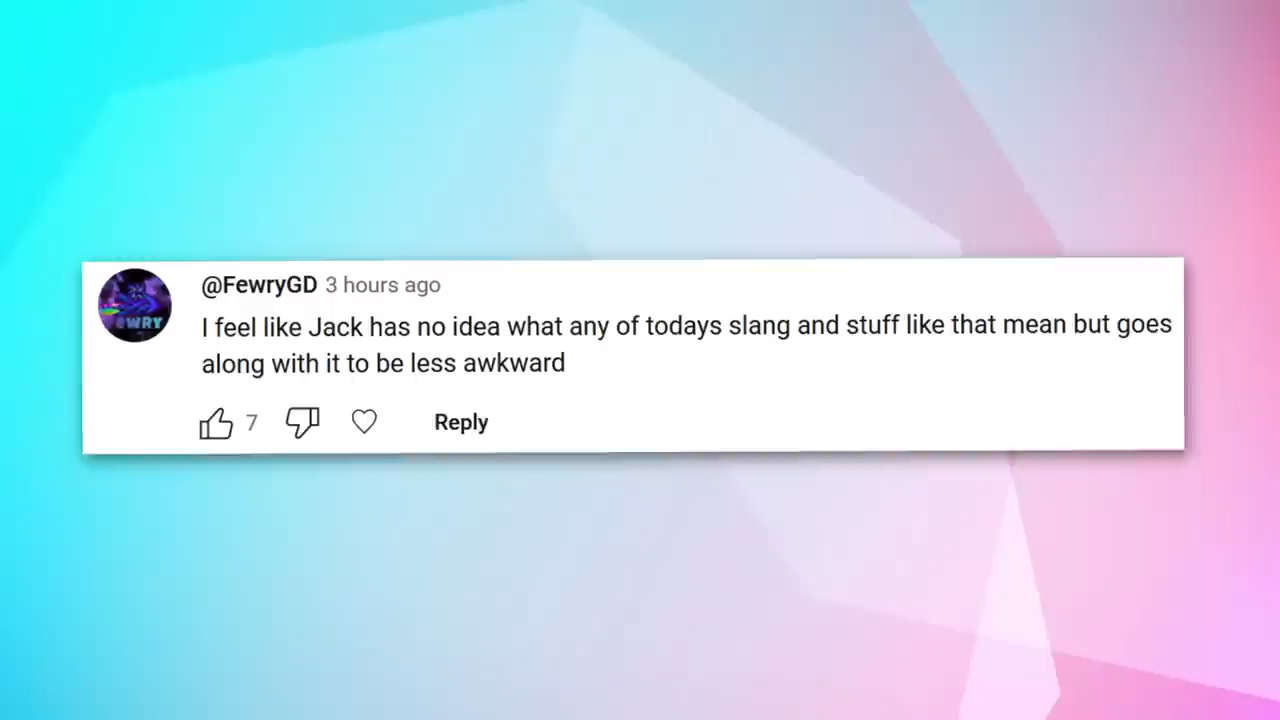 @FewryGD 3 hours ago
I feel like Jack has no idea what any of todays slang and stuff like that mean but goes
along with it to be less awkward
7 Reply